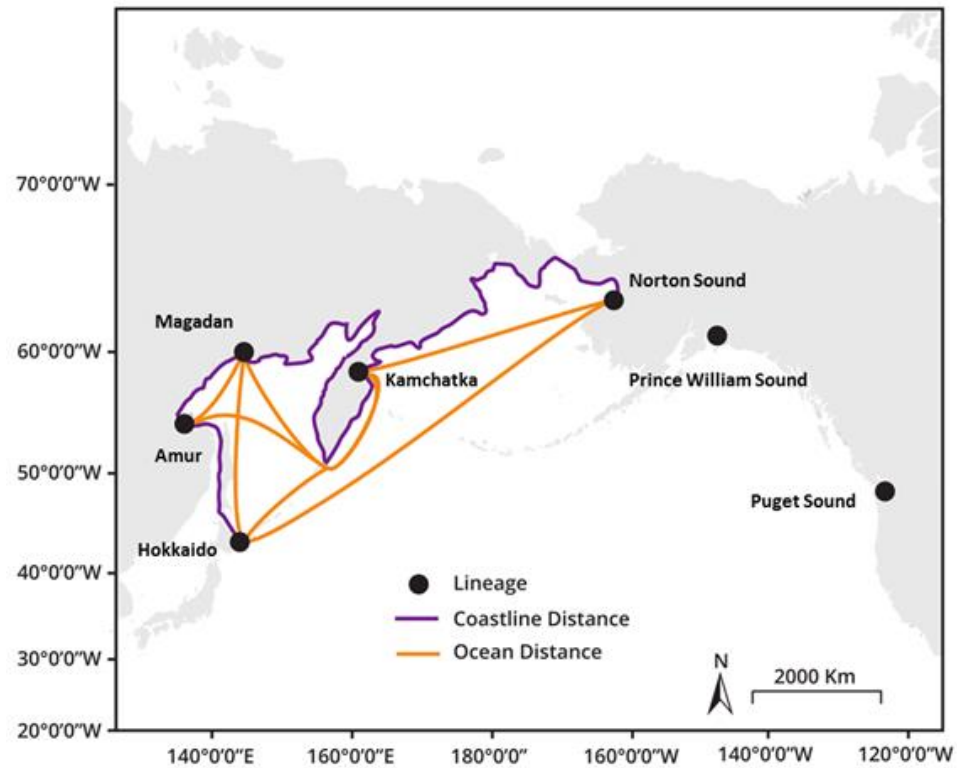 70°0'0"W
Norton Sound
Magadan
60°0'0"W
Kamchatka
Prince William Sound
Amur
50°0'0"W
Puget Sound
Hokkaido
40°0'0"W
Lineage
Coastline Distance
Ocean Distance
30°0'0"W
N
2000 Km
20°0'0"W
140°0'0"E
160°0'0"E
180°0'0"
160°0'0"W
140°0'0"W
120°0'0"W